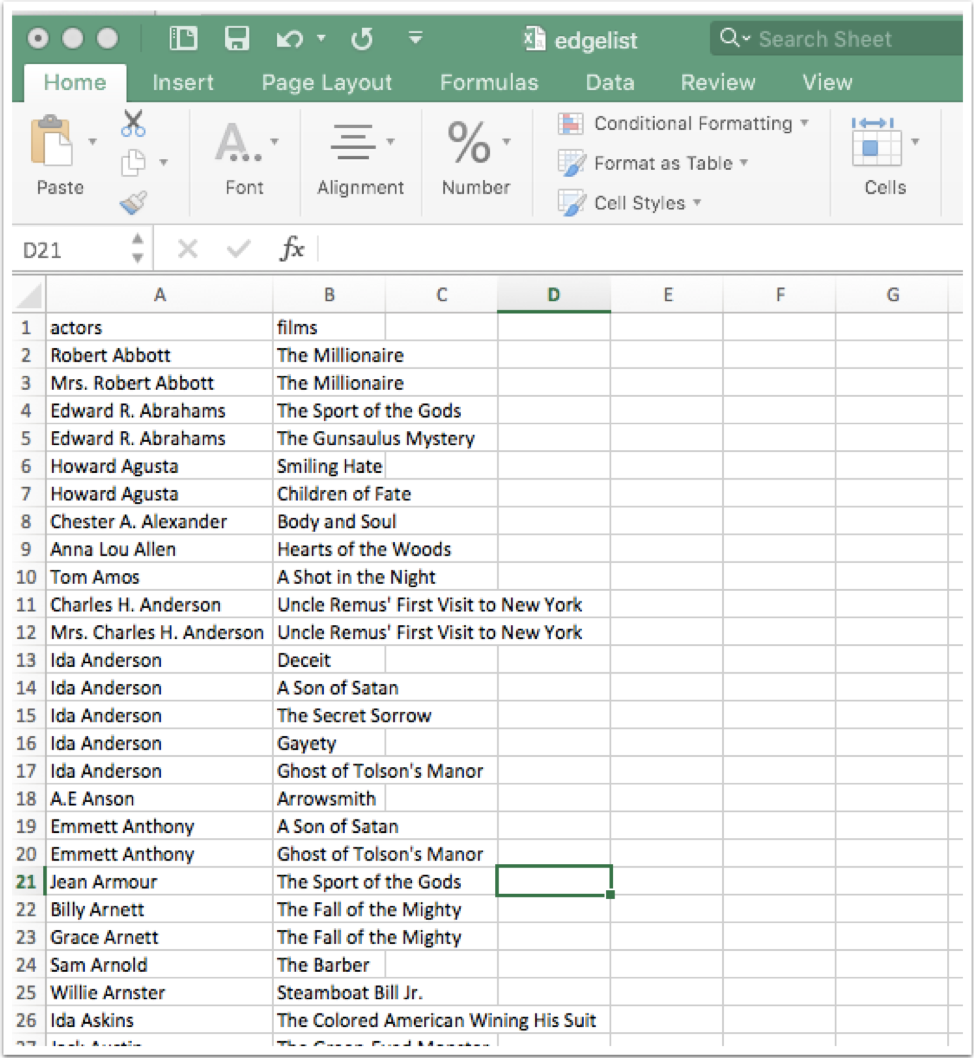 edgelist
Search Sheet
Home Insert Page Layout Formulas Data Review View
Paste
A... Font
Alignment
% Number
Conditional Formatting
Format as Table
Cell Styles
Cells
D21 fx
A B C D E F G
1 actors films
2 Robert Abbott The Millionaire
3 Mrs. Robert Abbott The Millionaire
4 Edward R. Abrahams The Sport of the Gods
5 Edward R. Abrahams The Gunsaulus Mystery
6 Howard Agusta Smiling Hate
7 Howard Agusta Children of Fate
8 Chester A. Alexander Body and Soul
9 Anna Lou Allen Hearts of the Woods
10 Tom Amos A Shot in the Night
11 Charles H. Anderson Uncle Remus' First Visit to New York
12 Mrs. Charles H. Anderson Uncle Remus' First Visit to New York
13 Ida Anderson Deceit
14 Ida Anderson A Son of Satan
15 Ida Anderson The Secret Sorrow
16 Ida Anderson Gayety
17 Ida Anderson Ghost of Tolson's Manor
18 A.E Anson Arrowsmith
19 Emmett Anthony A Son of Satan
20 Emmett Anthony Ghost of Tolson's Manor
21 Jean Armour The Sport of the Gods
22 Billy Arnett The Fall of the Mighty
23 Grace Arnett The Fall of the Mighty
24 Sam Arnold The Barber
25 Willie Arnster Steamboat Bill Jr.
26 Ida Askins The Colored American Wining His Suit